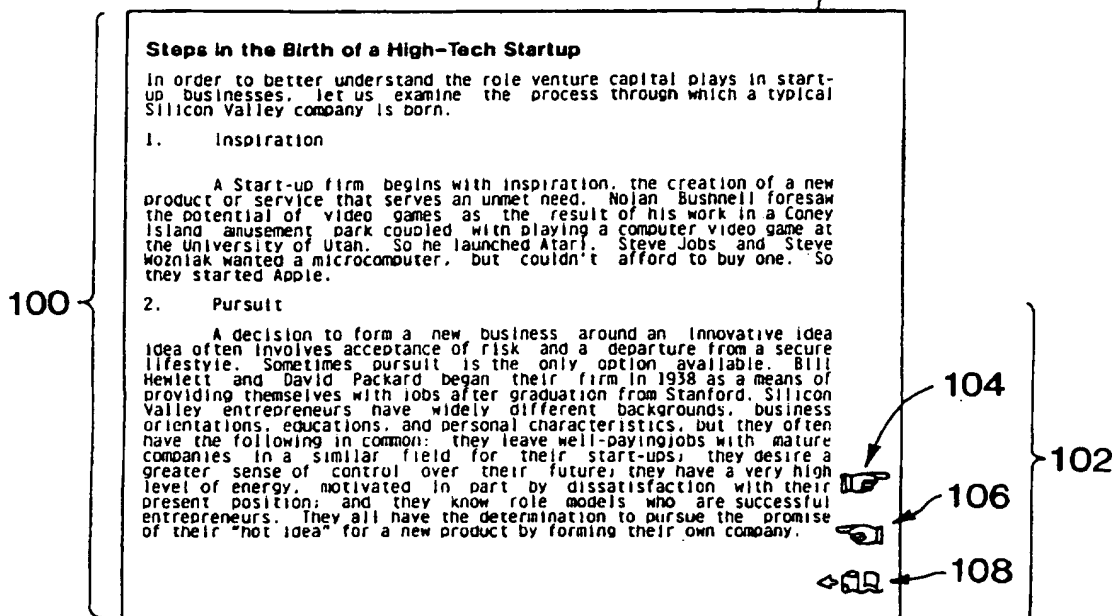 Steps in the Birth of a High-Tech Startup
In order to better understand the role venture capital plays in start-
up businesses, let us examine the process through which a typical
Silicon Valley company is born.
1. Inspiration
A Start-up firm begins with inspiration, the creation of a new
product or service that serves an unmet need. Nolan Bushnell foresaw
the potential of video games as the result of his work in a Coney
Island amusement park coupled with playing a computer video game at
the University of Utah. So he launched Atari. Steve Jobs and Steve
Wozniak wanted a microcomputer, but couldn't afford to buy one. So
they started Apple.
100
2. Pursuit
A decision to form a new business around an innovative idea
idea often involves acceptance of risk and a departure from a secure
lifestyle. Sometimes pursuit is the only option available. Bill
Hewlett and David Packard began their firm in 1938 as a means of
providing themselves with jobs after graduation from Stanford. Silicon
Valley entrepreneurs have widely different backgrounds, business
orientations, educations, and personal characteristics, but they often
have the following in common: they leave well-payingjobs with mature
companies in a similar field for their start-ups; they desire a
greater sense of control over their future; they have a very high
level of energy, motivated in part by dissatisfaction with their
present position; and they know role models who are successful
entrepreneurs. They all have the determination to pursue the promise
of their "hot idea" for a new product by forming their own company.
104
102
106
108